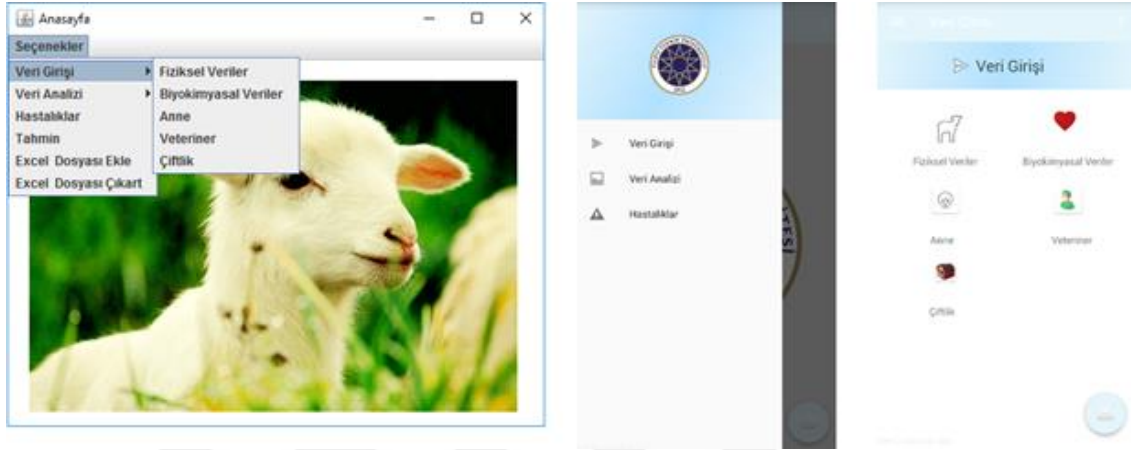 Anasayfa
Seçenekler
Veri Girişi
Veri Analizi
Hastalıklar
Tahmin
Excel Dosyası Ekle
Excel Dosyası Çıkart
Fiziksel Veriler
Biyokimyasal Veriler
Anne
Veteriner
Çiftlik
Veri Girişi
Veri Analizi
Hastalıklar
TESİ
Veri Girişi
Fiziksel Veriler
Biyokimyasal Veriler
Anne
Veteriner
Çiftlik